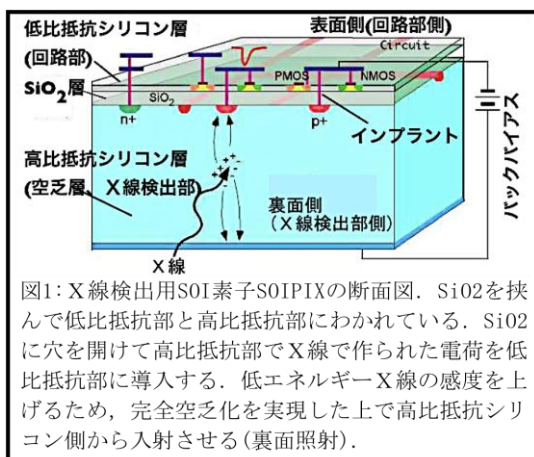 低比抵抗シリコン層
(回路部)
SiO2層
表面側(回路部側)
Circuit
PMOS
NMOS
SiO2
n+
p+
インプラント
高比抵抗シリコン層
(空乏層)
X線検出部
裏面側
(X線検出部側)
X線
バックバイアス
図1:X線検出用SOI素子SOIPIXの断面図. SiO2を挟
んで低比抵抗部と高比抵抗部にわかれている. SiO2
に穴を開けて高比抵抗部でX線で作られた電荷を低
比抵抗部に導入する. 低エネルギーX線の感度を上
げるため, 完全空乏化を実現した上で高比抵抗シリ
コン側から入射させる(裏面照射).